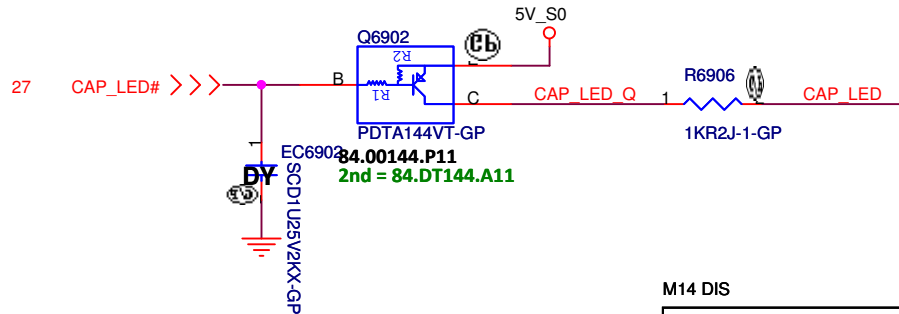 5V_S0
Q6902
R2
R1
B
C
27
CAP_LED#
CAP_LED_Q
R6906
1
CAP_LED
1KR2J-1-GP
PDTA144VT-GP
84.00144.P11
2nd = 84.DT144.A11
1
EC6902
DY
SCD1U25V2KX-GP
M14 DIS